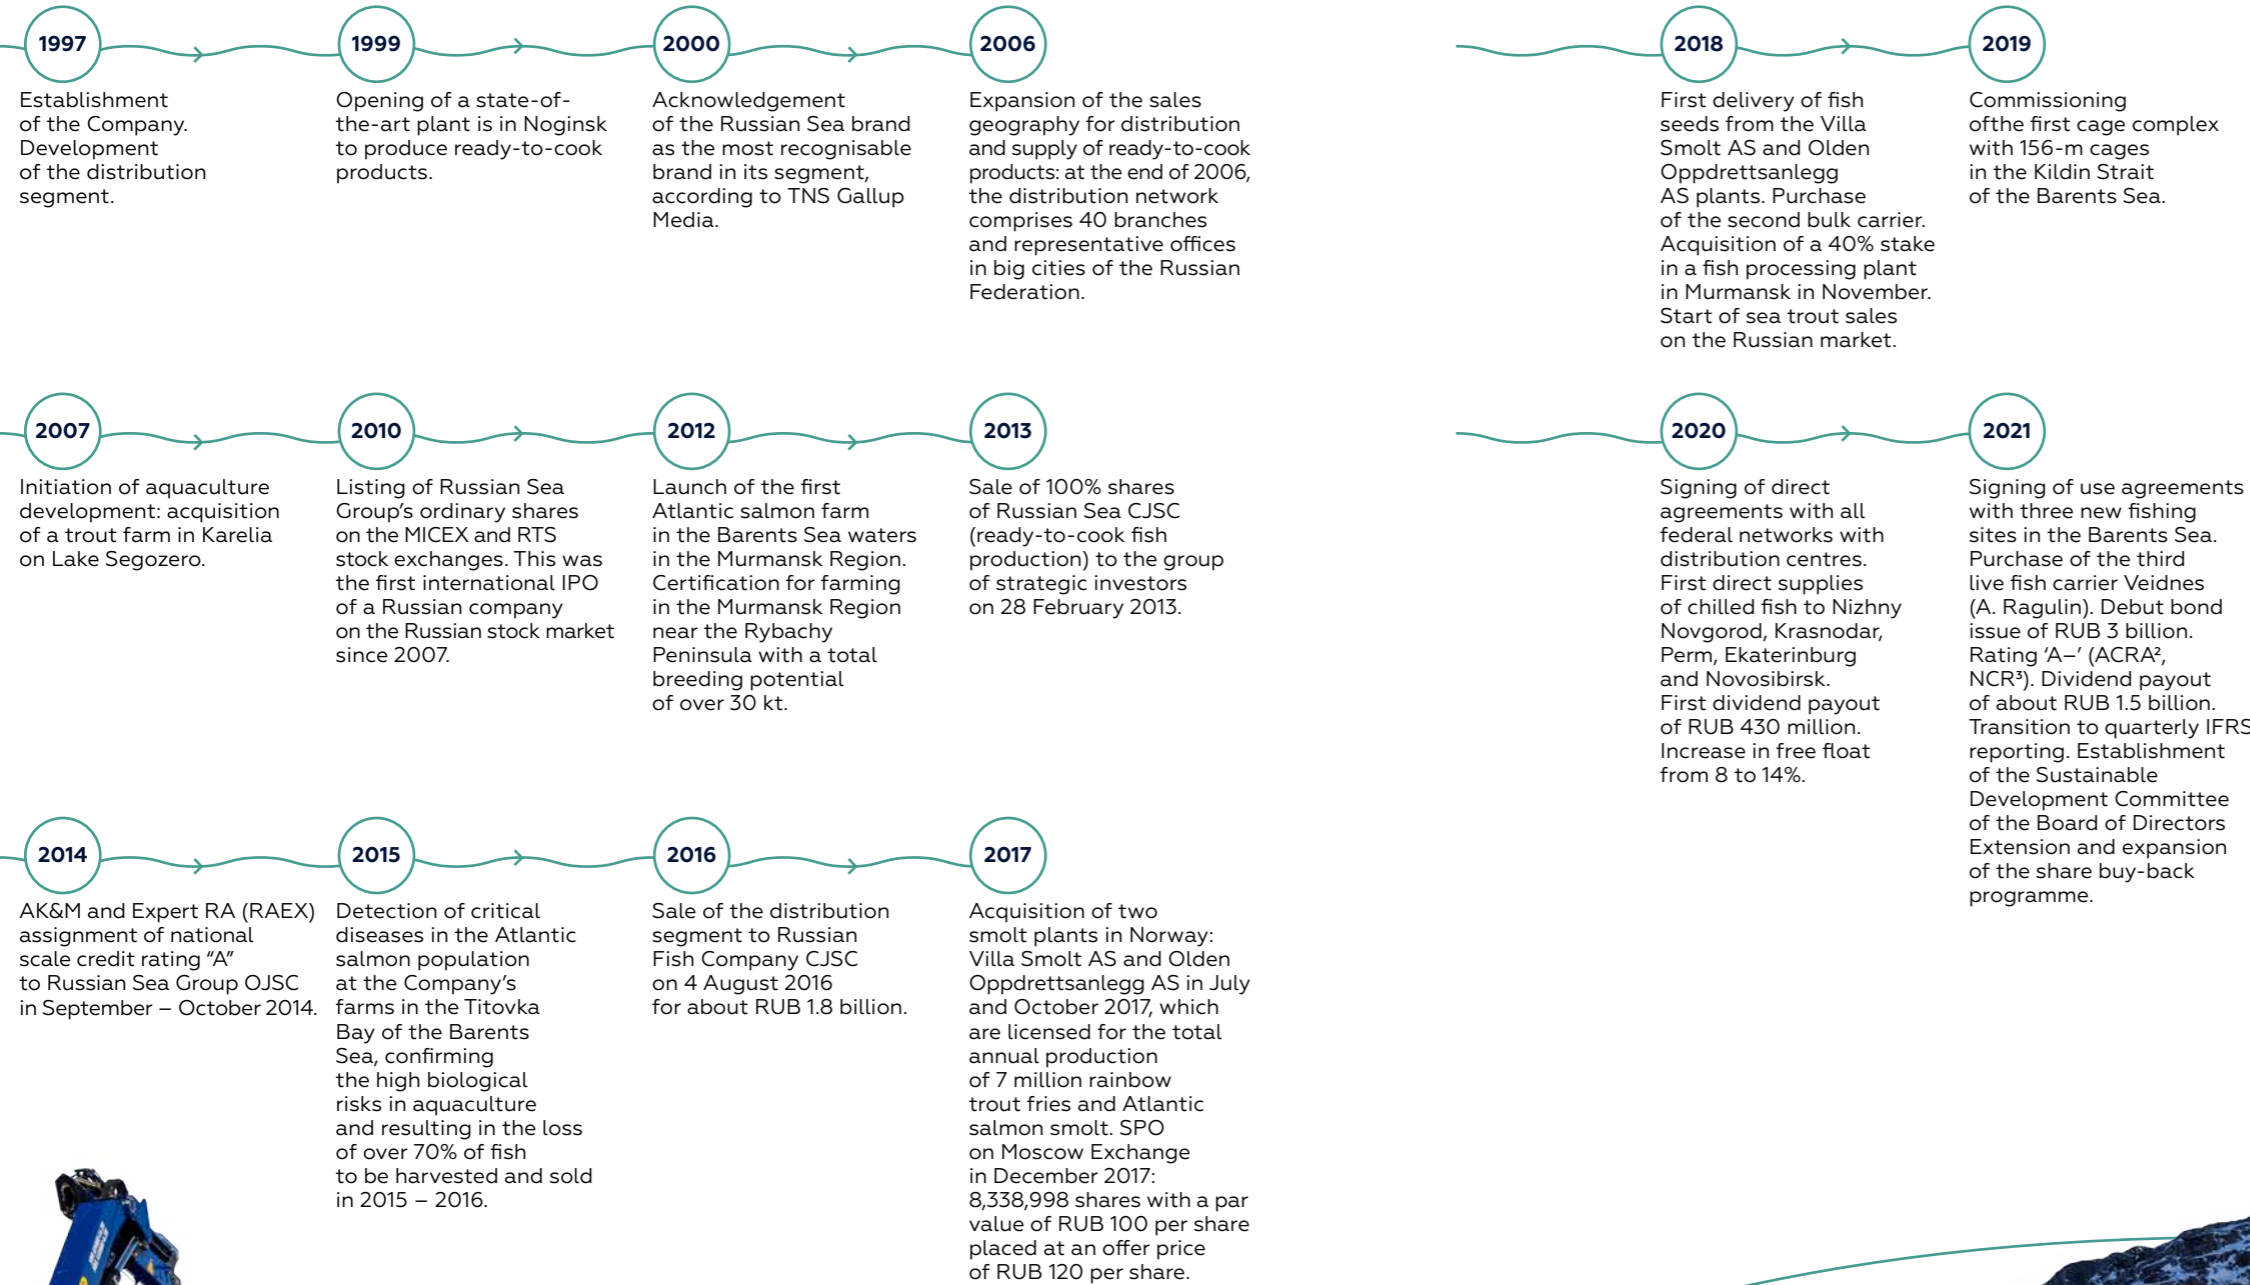 1997
Establishment
of the Company.
Development
of the distribution
segment.
1999
Opening of a state-of-
the-art plant is in Noginsk
to produce ready-to-cook
products.
2000
Acknowledgement
of the Russian Sea brand
as the most recognisable
brand in its segment,
according to TNS Gallup
Media.
2006
Expansion of the sales
geography for distribution
and supply of ready-to-cook
products: at the end of 2006,
the distribution network
comprises 40 branches
and representative offices
in big cities of the Russian
Federation.
2007
Initiation of aquaculture
development: acquisition
of a trout farm in Karelia
on Lake Segozero.
2010
Listing of Russian Sea
Group's ordinary shares
on the MICEX and RTS
stock exchanges. This was
the first international IPO
of a Russian company
on the Russian stock market
since 2007.
2012
Launch of the first
Atlantic salmon farm
in the Barents Sea waters
in the Murmansk Region.
Certification for farming
in the Murmansk Region
near the Rybachy
Peninsula with a total
breeding potential
of over 30 kt.
2013
Sale of 100% shares
of Russian Sea CJSC
(ready-to-cook fish
production) to the group
of strategic investors
on 28 February 2013.
2014
AK&M and Expert RA (RAEX)
assignment of national
scale credit rating “A”
to Russian Sea Group OJSC
in September – October 2014.
2015
Detection of critical
diseases in the Atlantic
salmon population
at the Company's
farms in the Titovka
Bay of the Barents
Sea, confirming
the high biological
risks in aquaculture
and resulting in the loss
of over 70% of fish
to be harvested and sold
in 2015 – 2016.
2016
Sale of the distribution
segment to Russian
Fish Company CJSC
on 4 August 2016
for about RUB 1.8 billion.
2017
Acquisition of two
smolt plants in Norway:
Villa Smolt AS and Olden
Oppdrettsanlegg AS in July
and October 2017, which
are licensed for the total
annual production
of 7 million rainbow
trout fries and Atlantic
salmon smolt. SPO
on Moscow Exchange
in December 2017:
8,338,998 shares with a par
value of RUB 100 per share
placed at an offer price
of RUB 120 per share.
2018
First delivery of fish
seeds from the Villa
Smolt AS and Olden
Oppdrettsanlegg
AS plants. Purchase
of the second bulk carrier.
Acquisition of a 40% stake
in a fish processing plant
in Murmansk in November.
Start of sea trout sales
on the Russian market.
2019
Commissioning
ofthe first cage complex
with 156-m cages
in the Kildin Strait
of the Barents Sea.
2020
Signing of direct
agreements with all
federal networks with
distribution centres.
First direct supplies
of chilled fish to Nizhny
Novgorod, Krasnodar,
Perm, Ekaterinburg
and Novosibirsk.
First dividend payout
of RUB 430 million.
Increase in free float
from 8 to 14%.
2021
Signing of use agreements
with three new fishing
sites in the Barents Sea.
Purchase of the third
live fish carrier Veidnes
(A. Ragulin). Debut bond
issue of RUB 3 billion.
Rating ‘A–’ (ACRA²,
NCR³). Dividend payout
of about RUB 1.5 billion.
Transition to quarterly IFRS
reporting. Establishment
of the Sustainable
Development Committee
of the Board of Directors
Extension and expansion
of the share buy-back
programme.